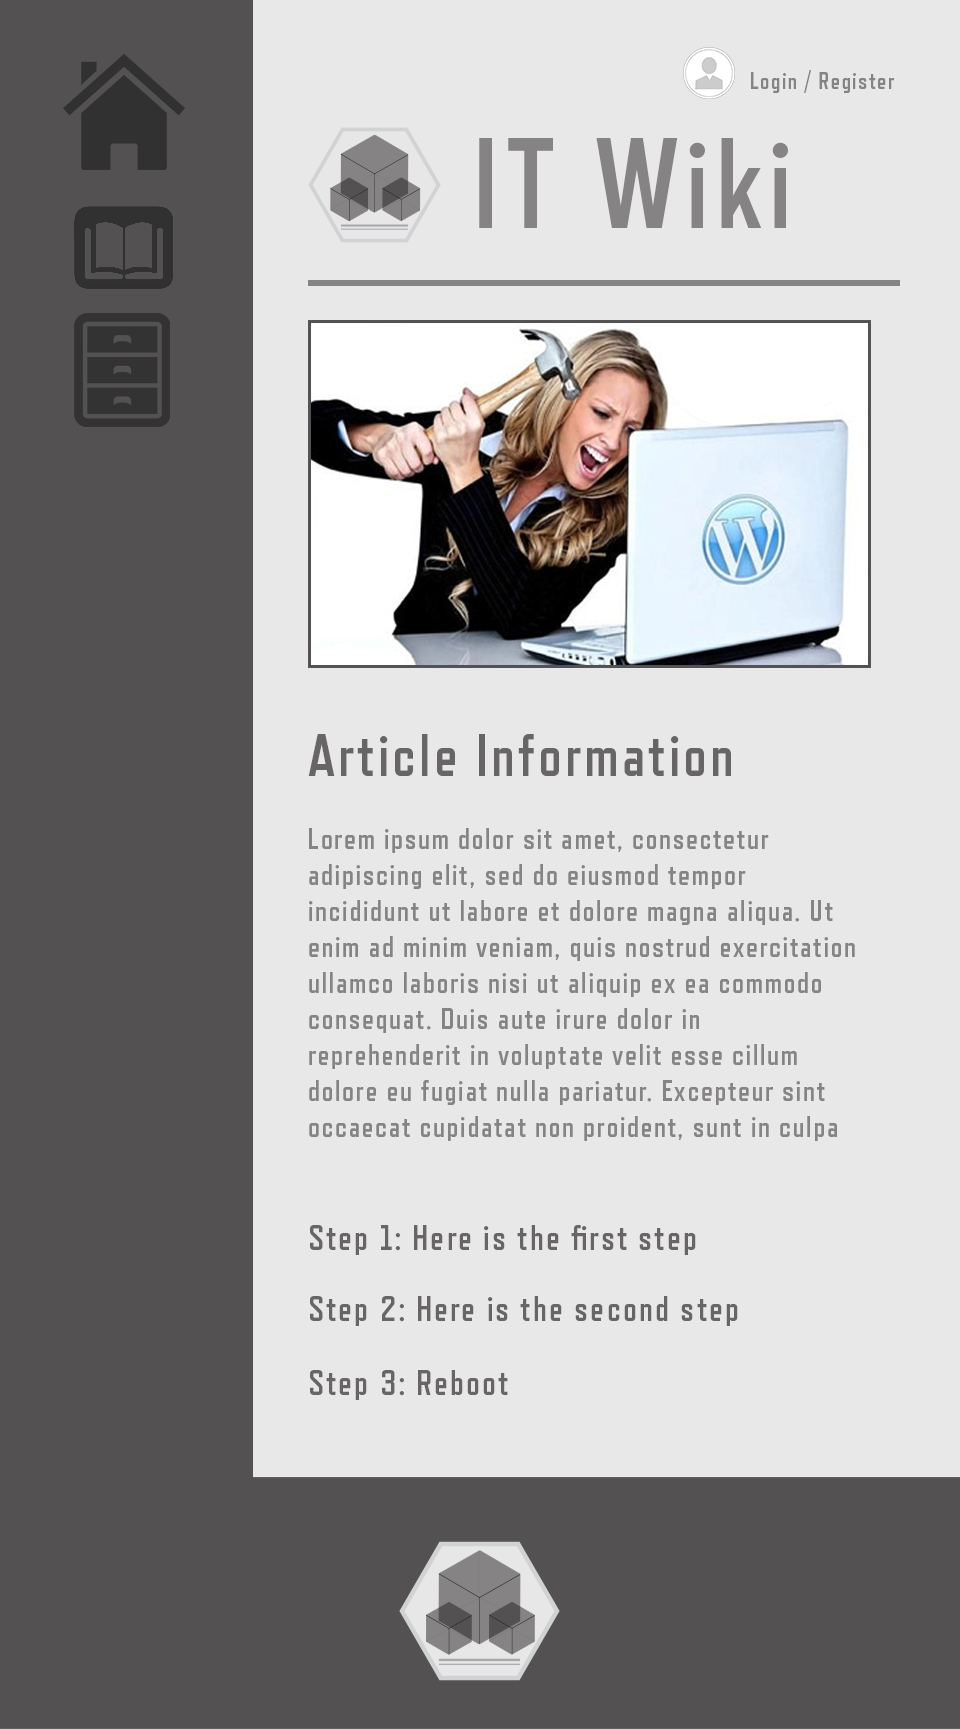 Login / Register
IT Wiki
W
Article Information
Lorem ipsum dolor sit amet, consectetur
adipiscing elit, sed do eiusmod tempor
incididunt ut labore et dolore magna aliqua. Ut
enim ad minim veniam, quis nostrud exercitation
ullamco laboris nisi ut aliquip ex ea commodo
consequat. Duis aute irure dolor in
reprehenderit in voluptate velit esse cillum
dolore eu fugiat nulla pariatur. Excepteur sint
occaecat cupidatat non proident, sunt in culpa
Step 1: Here is the first step
Step 2: Here is the second step
Step 3: Reboot